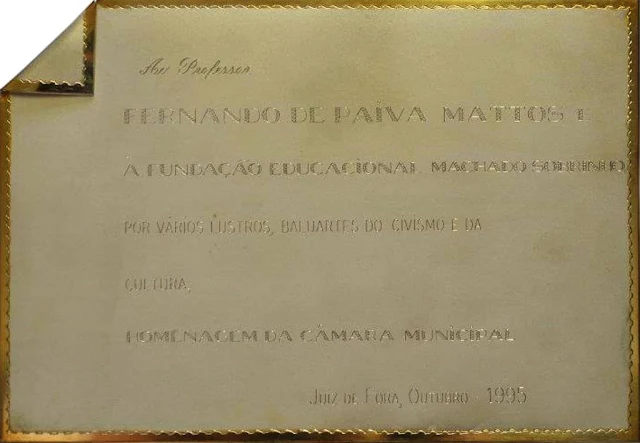 Ao Professor
FERNANDO DE PAIVA MATTOS E
À FUNDAÇÃO EDUCACIONAL MACHADO SOBRINHO
POR VÁRIOS LUSTROS, BALUARTES DO CIVISMO E DA
CULTURA,
HOMENAGEM DA CÂMARA MUNICIPAL
JUIZ DE FORA, OUTUBRO - 1995